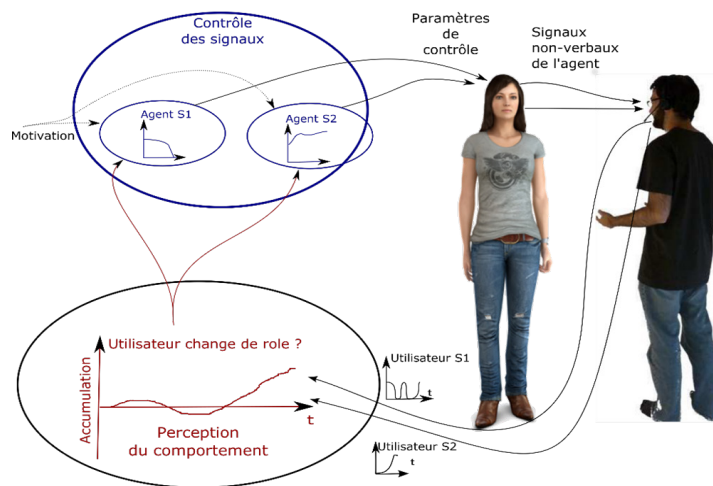 Contrôle
des signaux
Paramètres
de
contrôle
Signaux
non-verbaux
de l'agent
Motivation
Agent S1
Agent S2
Utilisateur change de role ?
Accumulation
t
Perception
du comportement
Utilisateur S1
t
Utilisateur S2
t